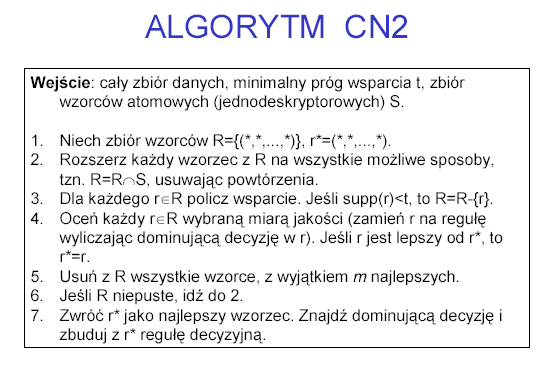 ALGORYTM CN2
Wejście: cały zbiór danych, minimalny próg wsparcia t, zbiór
wzorców atomowych (jednodeskryptorowych) S.
1. Niech zbiór wzorców R={(*,*,...,*)}, r*=(*,*,...,*).
2. Rozszerz każdy wzorzec z R na wszystkie możliwe sposoby,
tzn. R=R∩S, usuwając powtórzenia.
3. Dla każdego r∈R policz wsparcie. Jeśli supp(r)<t, to R=R-{r}.
4. Oceń każdy r∈R wybraną miarą jakości (zamień r na regułę
wyliczając dominującą decyzję w r). Jeśli r jest lepszy od r*, to
r*=r.
5. Usuń z R wszystkie wzorce, z wyjątkiem m najlepszych.
6. Jeśli R niepuste, idź do 2.
7. Zwróć r* jako najlepszy wzorzec. Znajdź dominującą decyzję i
zbuduj z r* regułę decyzyjną.